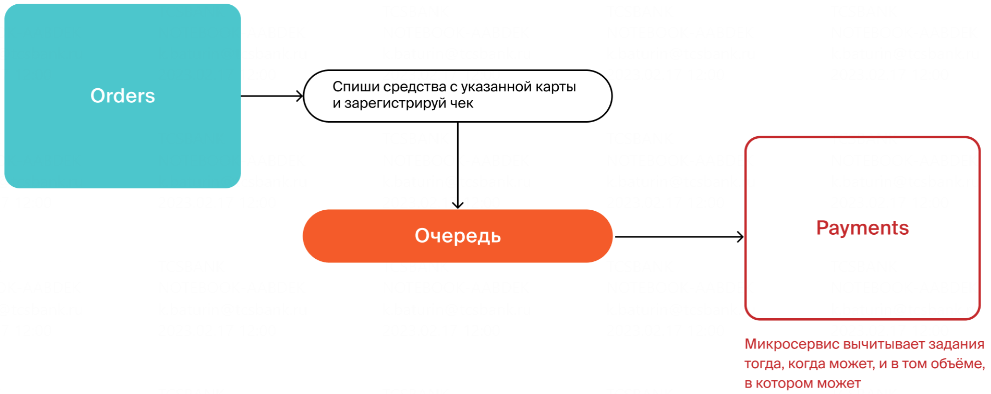 Orders
Спиши средства с указанной карты
и зарегистрируй чек
Очередь
Payments
Микросервис вычитывает задания
тогда, когда может, и в том объёме,
в котором может